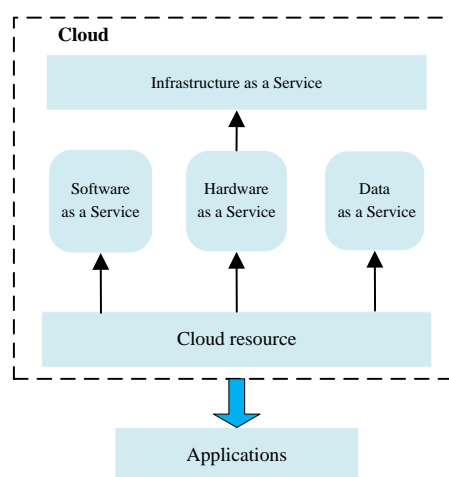 Cloud
Infrastructure as a Service
Software
as a Service
Hardware
as a Service
Data
as a Service
Cloud resource
Applications